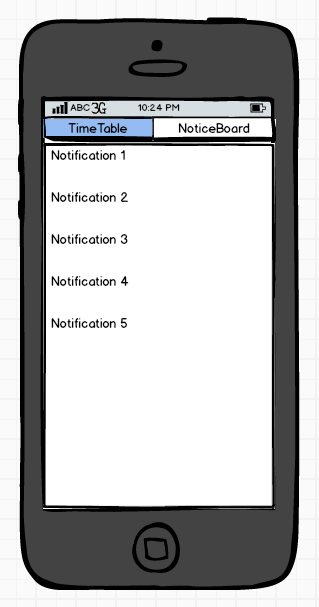 ABC 3G 10:24 PM
TimeTable NoticeBoard
Notification 1
Notification 2
Notification 3
Notification 4
Notification 5